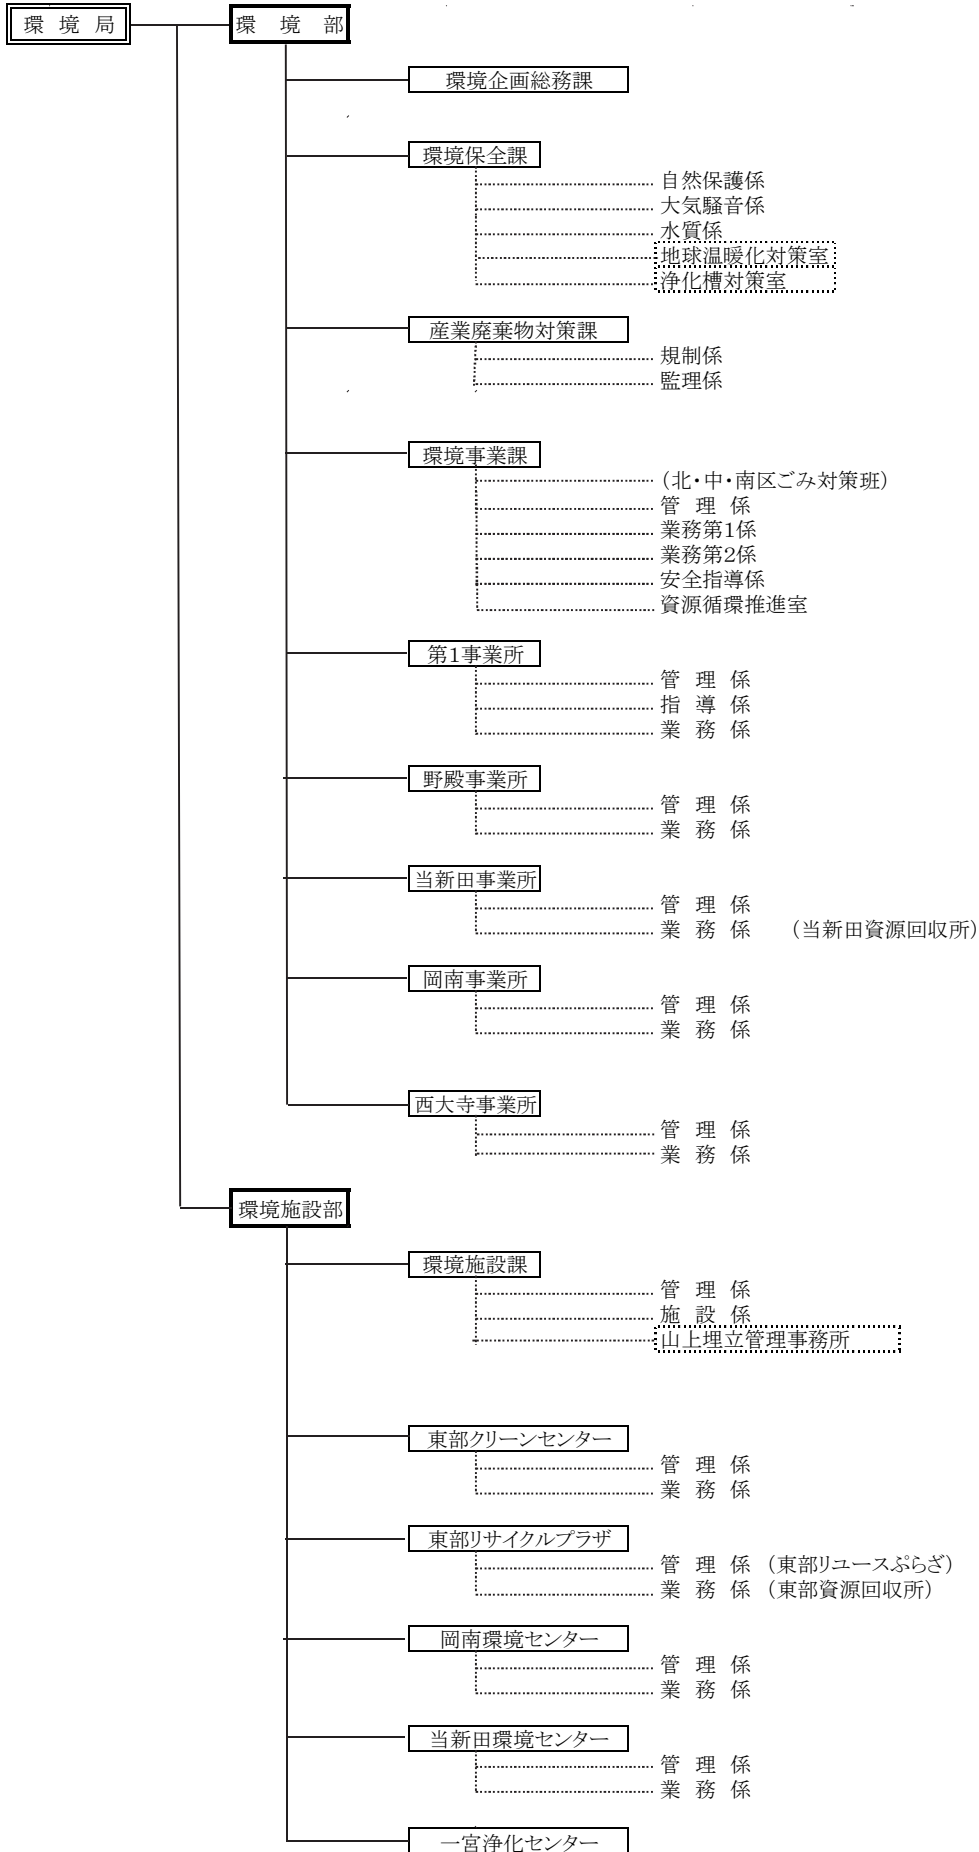 環 境 局
環 境 部
環境企画総務課
環境保全課
自然保護係
大気騒音係
水質係
地球温暖化対策室
浄化槽対策室
産業廃棄物対策課
規制係
監理係
環境事業課
(北・中・南区ごみ対策班)
管 理 係
業務第1係
業務第2係
安全指導係
資源循環推進室
第1事業所
管 理 係
指 導 係
業 務 係
野殿事業所
管 理 係
業 務 係
当新田事業所
管 理 係
業 務 係 (当新田資源回収所)
岡南事業所
管 理 係
業 務 係
西大寺事業所
管 理 係
業 務 係
環境施設部
環境施設課
管 理 係
施 設 係
山上埋立管理事務所
東部クリーンセンター
管 理 係
業 務 係
東部リサイクルプラザ
管 理 係 (東部リユースぷらざ)
業 務 係 (東部資源回収所)
岡南環境センター
管 理 係
業 務 係
当新田環境センター
管 理 係
業 務 係
一宮浄化センター